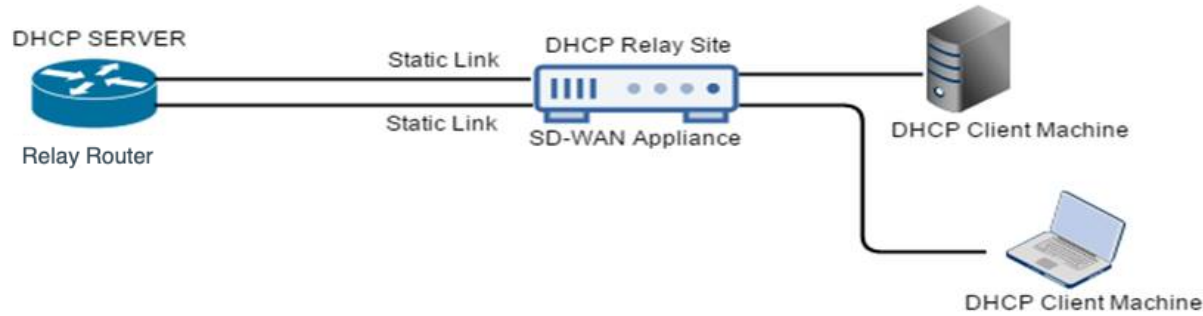 DHCP SERVER
Relay Router
Static Link
Static Link
DHCP Relay Site
SD-WAN Appliance
DHCP Client Machine
DHCP Client Machine